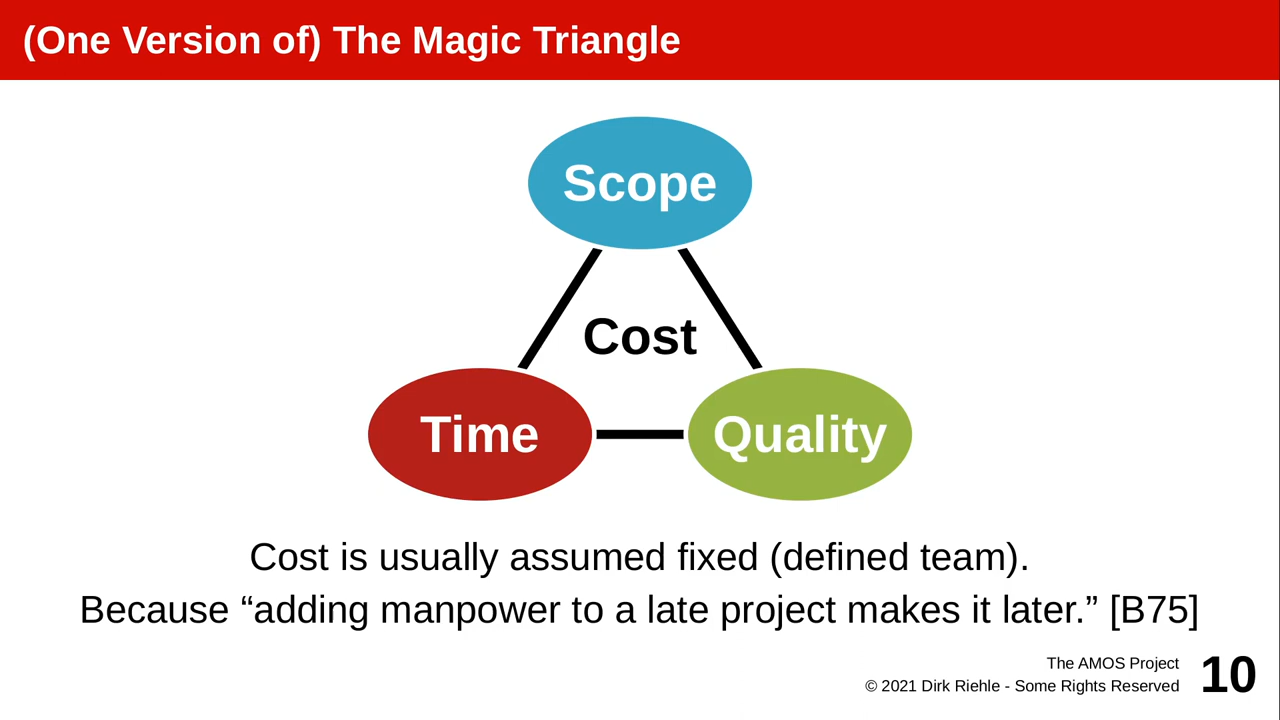 (One Version of) The Magic Triangle
Scope
Cost
Time
Quality
Cost is usually assumed fixed (defined team).
Because “adding manpower to a late project makes it later.” [B75]
The AMOS Project
© 2021 Dirk Riehle - Some Rights Reserved
10